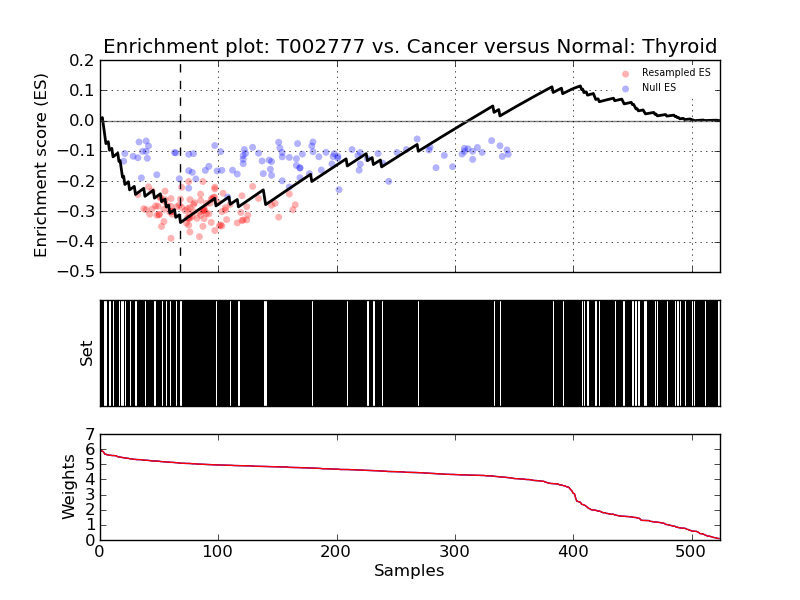 Enrichment plot: T002777 vs. Cancer versus Normal: Thyroid
0.2
0.1
0.0
−0.1
−0.2
−0.3
−0.4
−0.5
Enrichment score (ES)
Resampled ES
Null ES
Set
7
6
5
4
3
2
1
0
Weights
0 100 200 300 400 500
Samples